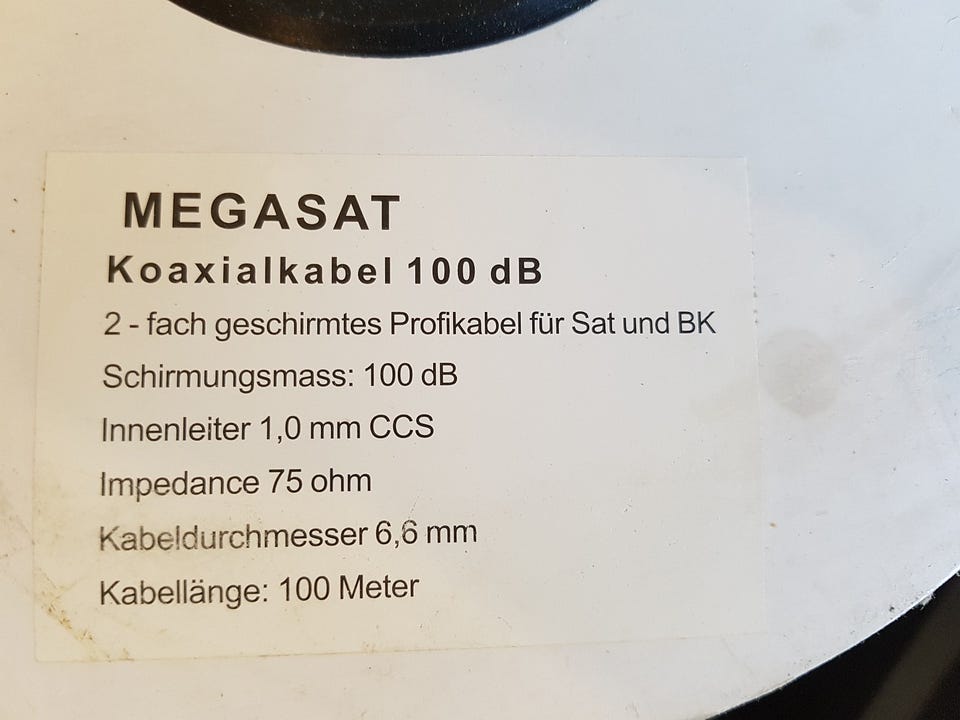 MEGASAT
Koaxialkabel 100 dB
2 - fach geschirmtes Profikabel für Sat und BK
Schirmungsmass: 100 dB
Innenleiter 1,0 mm CCS
Impedance 75 ohm
Kabeldurchmesser 6,6 mm
Kabellänge: 100 Meter